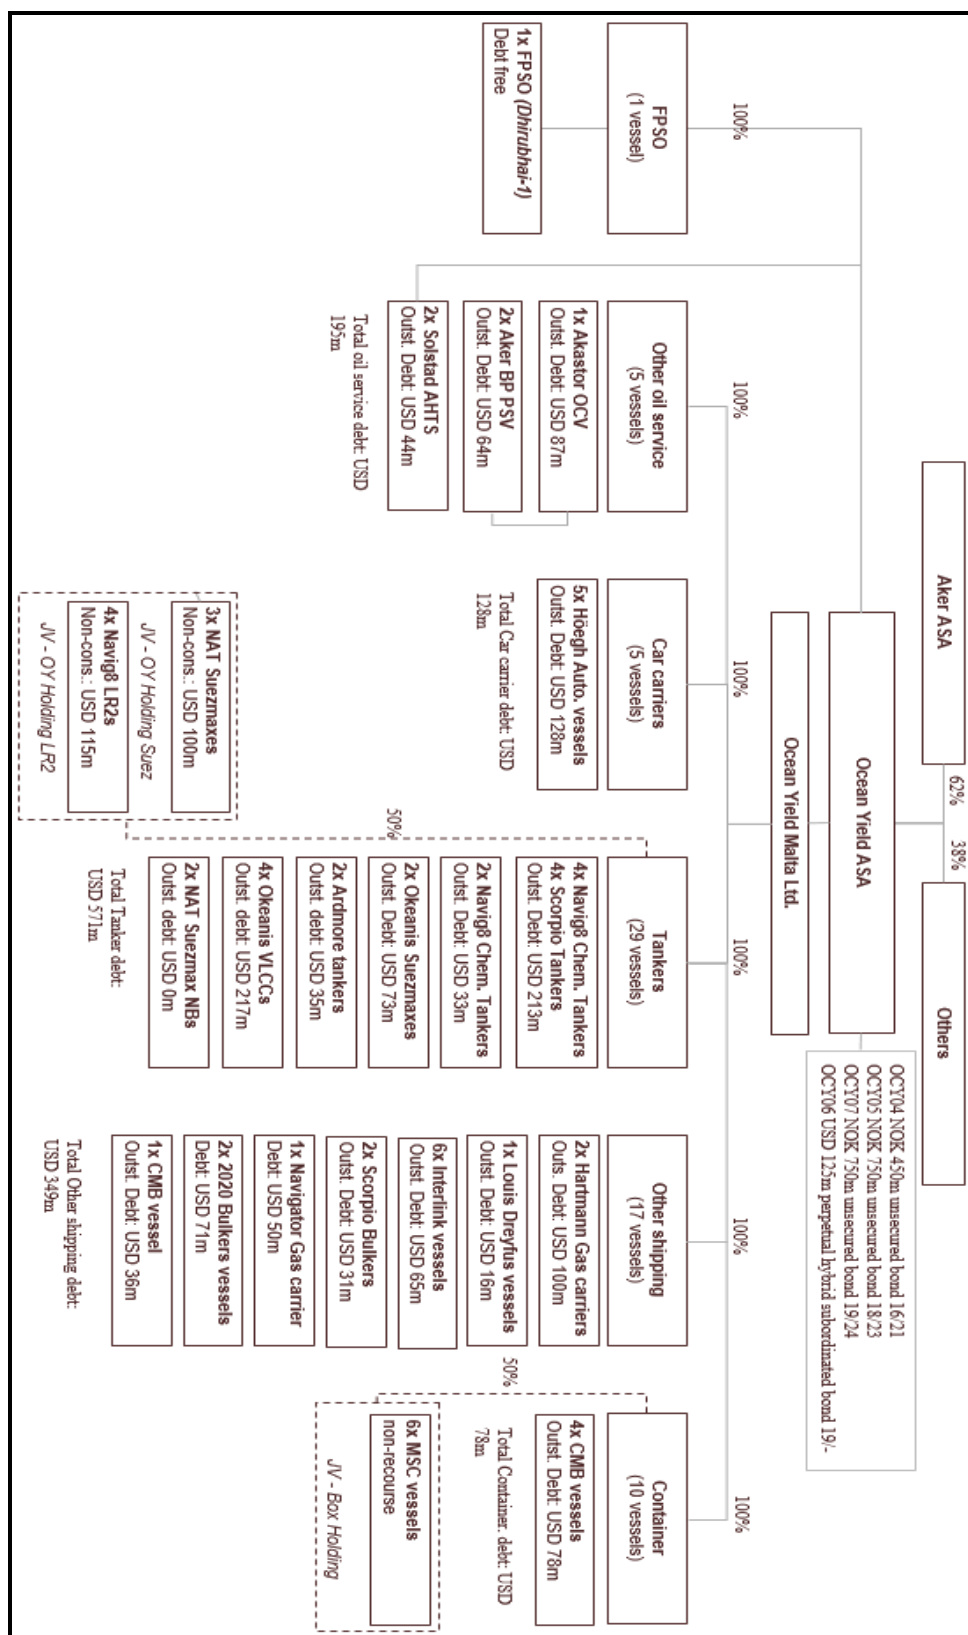 Aker ASA
62%
38%
Others
Ocean Yield ASA
OCY04 NOK 450m unsecured bond 16/21
OCY05 NOK 750m unsecured bond 18/23
OCY07 NOK 750m unsecured bond 19/24
OCY06 USD 125m perpetual hybrid subordinated bond 19/-
Ocean Yield Malta Ltd.
100%
100%
100%
100%
100%
100%
FPSO
(1 vessel)
1x FPSO (Dhirubhai-1)
Debt free
Other oil service
(5 vessels)
1x Akastor OCV
Outst. Debt: USD 87m
2x Aker BP PSV
Outst. Debt: USD 64m
2x Solstad AHTS
Outst. Debt: USD 44m
Total oil service debt: USD
195m
Car carriers
(5 vessels)
5x Höegh Auto. vessels
Outst. Debt: USD 128m
Total Car carrier debt: USD
128m
3x NAT Suezmaxes
Non-cons.: USD 100m
JV - OY Holding Suez
4x Navig8 LR2s
Non-cons.: USD 115m
JV - OY Holding LR2
50%
Tankers
(29 vessels)
4x Navig8 Chem. Tankers
4x Scorpio Tankers
Outst. Debt: USD 213m
2x Navig8 Chem. Tankers
Outst. Debt: USD 33m
2x Okeanis Suezmaxes
Outst. Debt: USD 73m
2x Ardmore tankers
Outst. debt: USD 35m
4x Okeanis VLCCs
Outst. debt: USD 217m
2x NAT Suezmax NBs
Outst. debt: USD 0m
Total Tanker debt:
USD 571m
Other shipping
(17 vessels)
2x Hartmann Gas carriers
Outs. Debt: USD 100m
1x Louis Dreyfus vessels
Outst. Debt: USD 16m
6x Interlink vessels
Outst. Debt: USD 65m
2x Scorpio Bulkers
Outst. Debt: USD 31m
1x Navigator Gas carrier
Debt: USD 50m
2x 2020 Bulkers vessels
Debt: USD 71m
1x CMB vessel
Outst. Debt: USD 36m
Total Other shipping debt:
USD 349m
Container
(10 vessels)
4x CMB vessels
Outst. Debt: USD 78m
Total Container. debt: USD
78m
50%
6x MSC vessels
non-recourse
JV - Box Holding